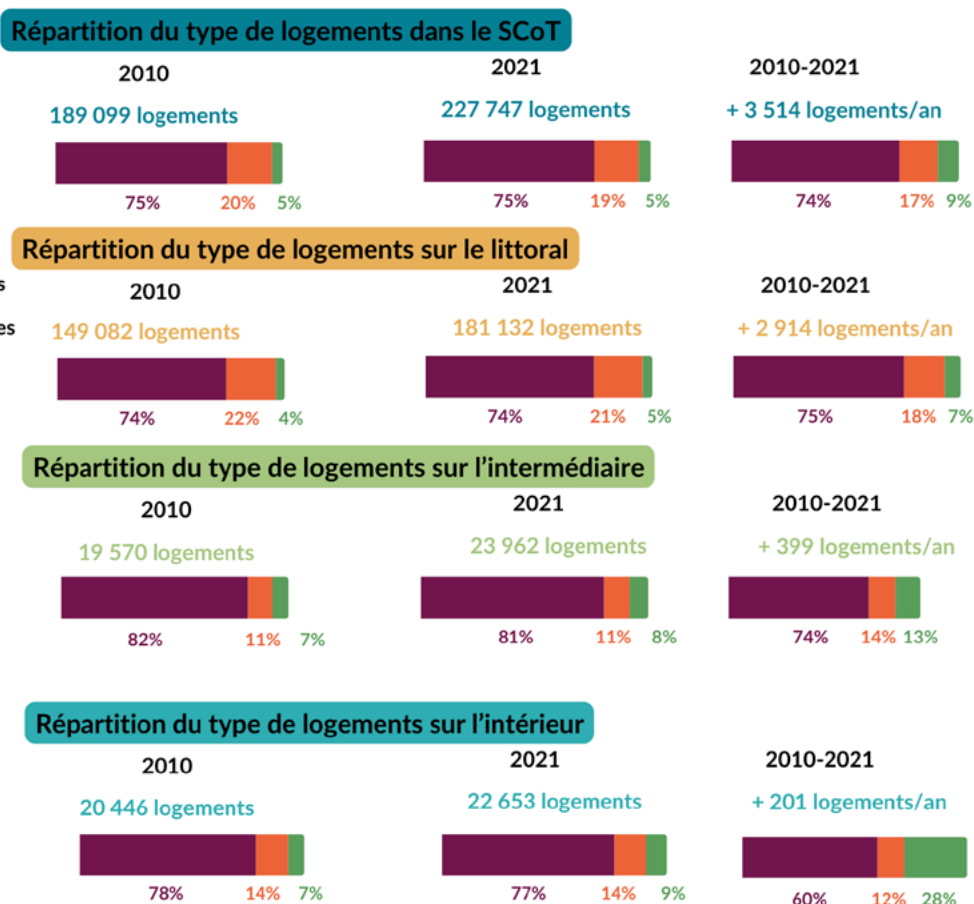 Répartition du type de logements dans le SCoT
2010 2021 2010-2021
189 099 logements 227 747 logements + 3 514 logements/an
75% 20% 5% 75% 19% 5% 74% 17% 9%
Répartition du type de logements sur le littoral
2010 2021 2010-2021
149 082 logements 181 132 logements + 2 914 logements/an
74% 22% 4% 74% 21% 5% 75% 18% 7%
Répartition du type de logements sur l'intermédiaire
2010 2021 2010-2021
19 570 logements 23 962 logements + 399 logements/an
82% 11% 7% 81% 11% 8% 74% 14% 13%
Répartition du type de logements sur l'intérieur
2010 2021 2010-2021
20 446 logements 22 653 logements + 201 logements/an
78% 14% 7% 77% 14% 9% 60% 12% 28%